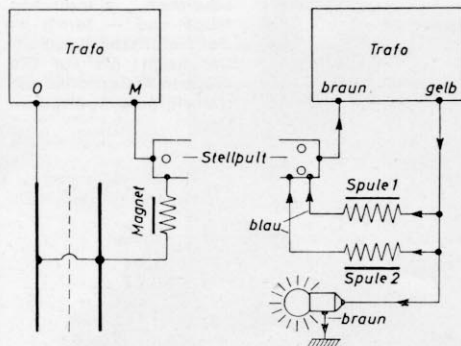 Trafo
O
M
Trafo
braun
gelb
Stellpult
Magnet
Spule 1
blau
Spule 2
braun